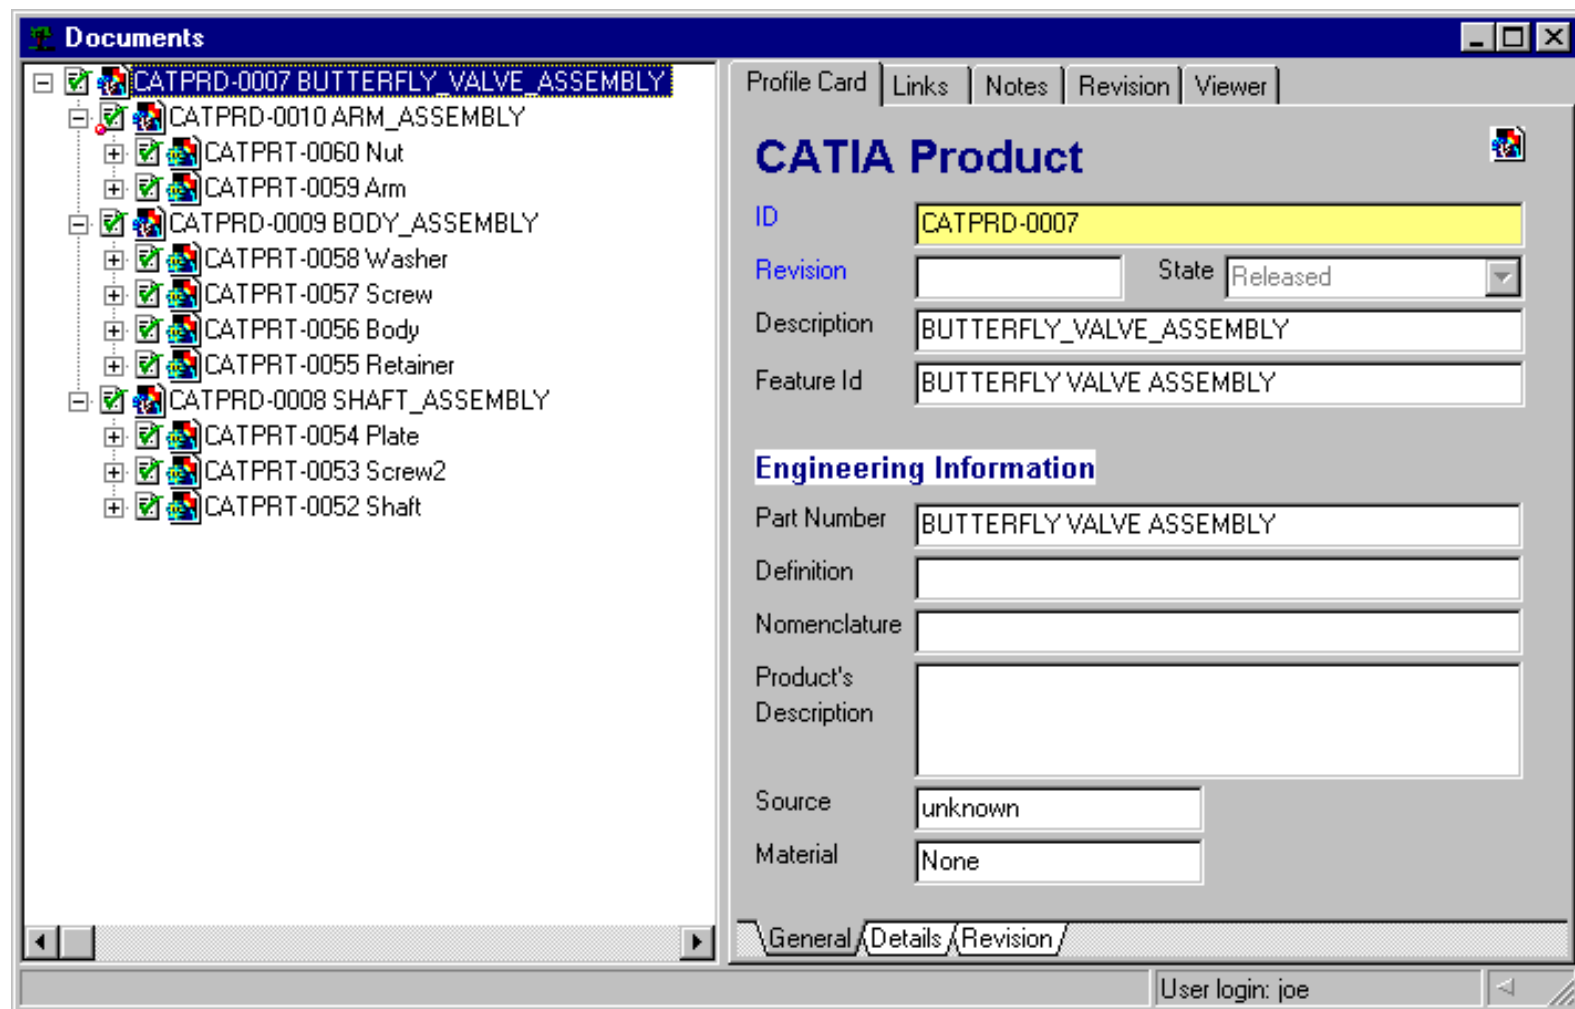 Documents
CATPRD-0007 BUTTERFLY_VALVE_ASSEMBLY
CATPRD-0010 ARM_ASSEMBLY
CATPRT-0060 Nut
CATPRT-0059 Arm
CATPRD-0009 BODY_ASSEMBLY
CATPRT-0058 Washer
CATPRT-0057 Screw
CATPRT-0056 Body
CATPRT-0055 Retainer
CATPRD-0008 SHAFT_ASSEMBLY
CATPRT-0054 Plate
CATPRT-0053 Screw2
CATPRT-0052 Shaft
Profile Card Links Notes Revision Viewer
CATIA Product
ID CATPRD-0007
Revision State Released
Description BUTTERFLY_VALVE_ASSEMBLY
Feature Id BUTTERFLY VALVE ASSEMBLY
Engineering Information
Part Number BUTTERFLY VALVE ASSEMBLY
Definition
Nomenclature
Product's
Description
Source unknown
Material None
General Details Revision
User login: joe